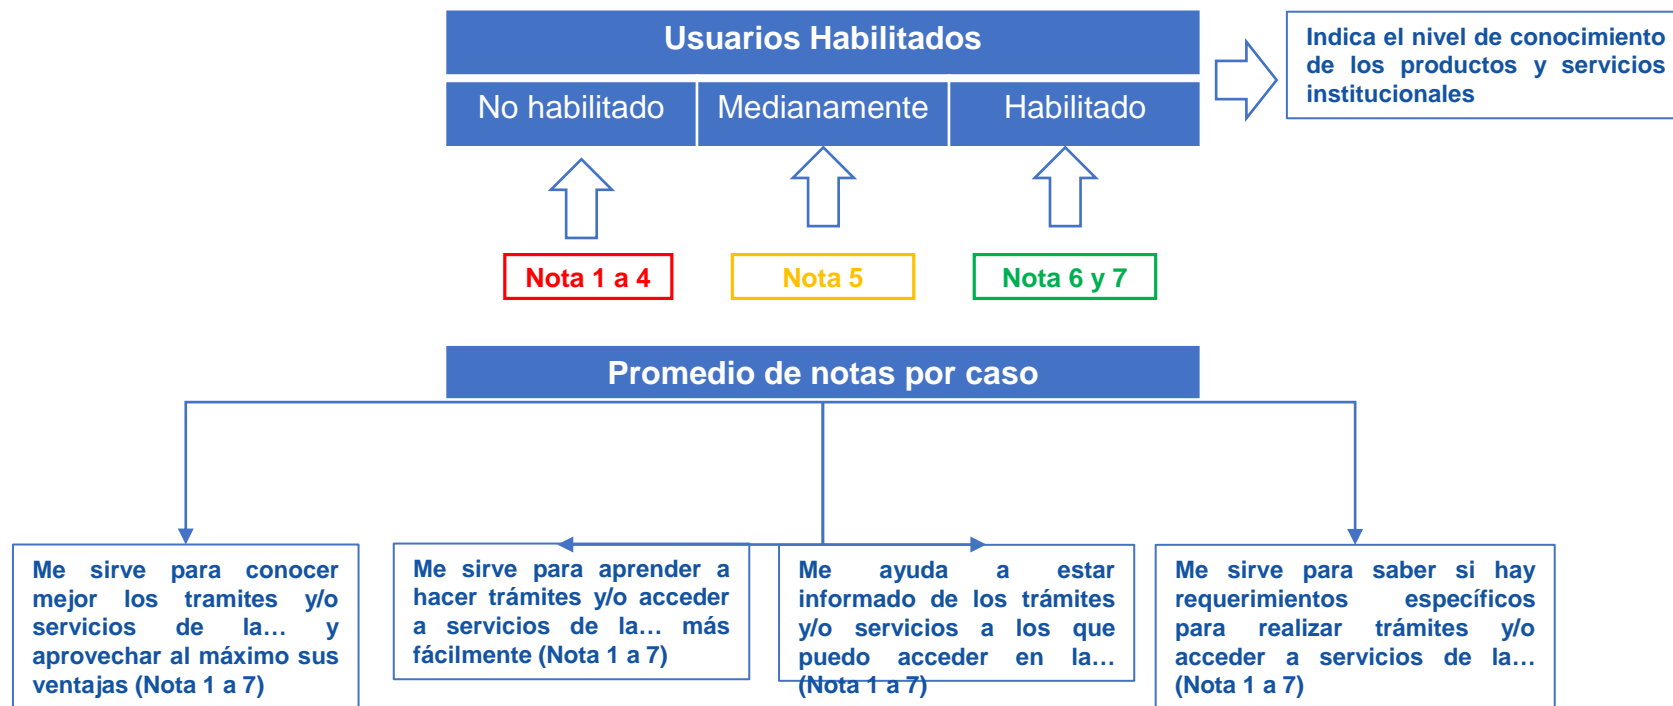 Usuarios Habilitados
Indica el nivel de conocimiento
de los productos y servicios
institucionales
No habilitado
Medianamente
Habilitado
Nota 1 a 4
Nota 5
Nota 6 y 7
Promedio de notas por caso
Me sirve para conocer
mejor los tramites y/o
servicios de la... y
aprovechar al máximo sus
ventajas (Nota 1 a 7)
Me sirve para aprender a
hacer trámites y/o acceder
a servicios de la... más
fácilmente (Nota 1 a 7)
Me ayuda a estar
informado de los trámites
y/o servicios a los que
puedo acceder en la...
(Nota 1 a 7)
Me sirve para saber si hay
requerimientos específicos
para realizar trámites y/o
acceder a servicios de la...
(Nota 1 a 7)